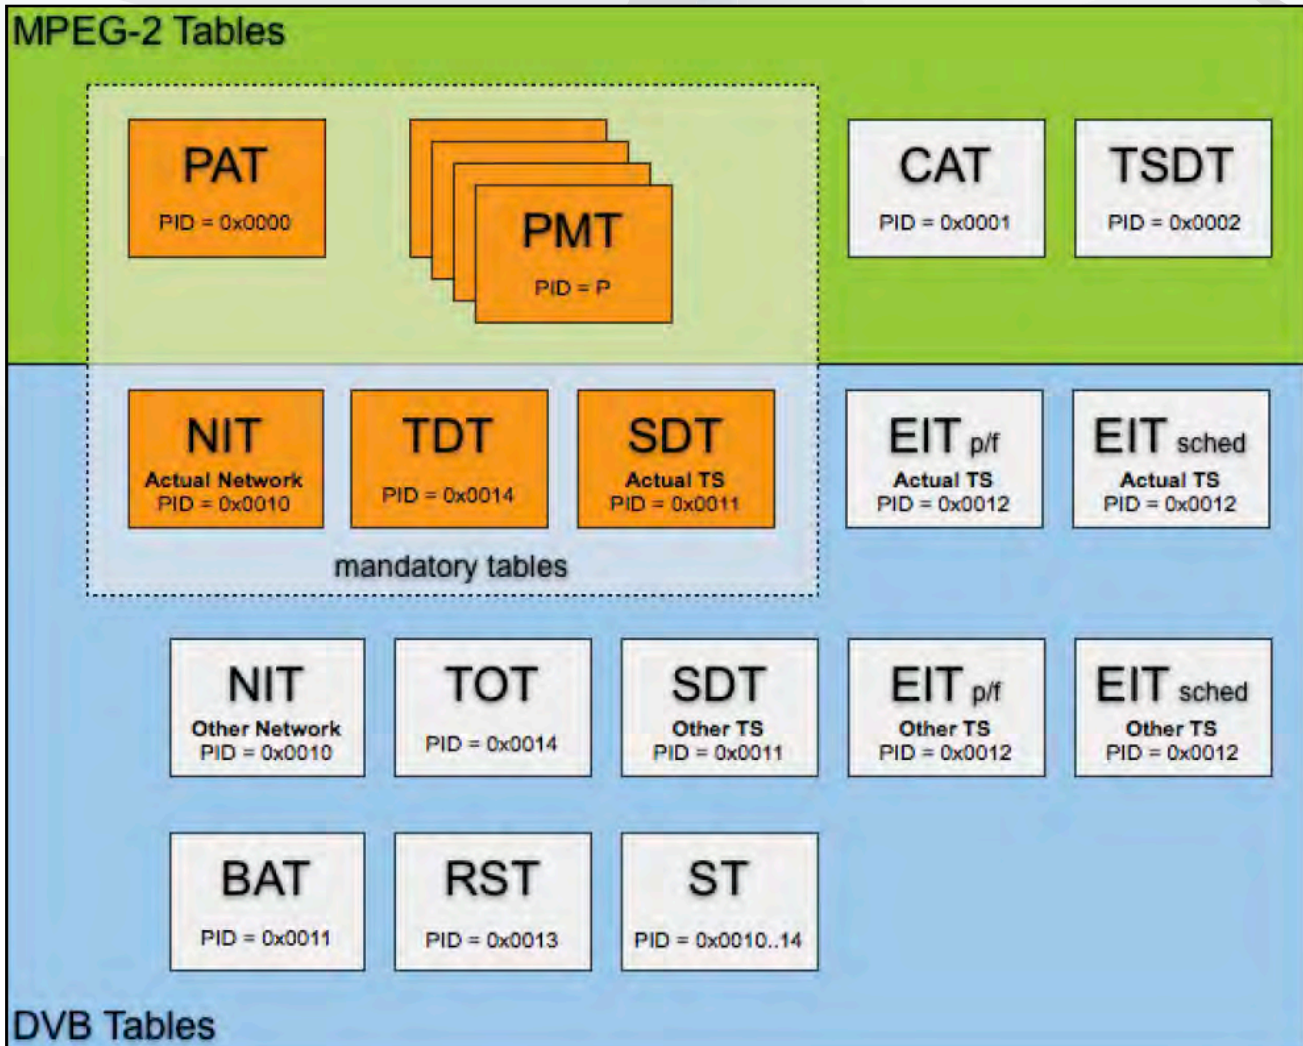 MPEG-2 Tables
PAT
PID = 0x0000
PMT
PID = P
CAT
PID = 0x0001
TSDT
PID = 0x0002
NIT
Actual Network
PID = 0x0010
TDT
PID = 0x0014
SDT
Actual TS
PID = 0x0011
EIT p/f
Actual TS
PID = 0x0012
EIT sched
Actual TS
PID = 0x0012
mandatory tables
NIT
Other Network
PID = 0x0010
TOT
PID = 0x0014
SDT
Other TS
PID = 0x0011
EIT p/f
Other TS
PID = 0x0012
EIT sched
Other TS
PID = 0x0012
BAT
PID = 0x0011
RST
PID = 0x0013
ST
PID = 0x0010..14
DVB Tables